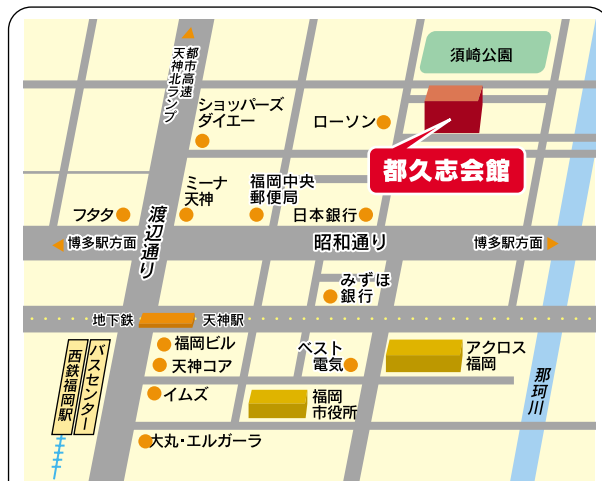 須崎公園
都市高速
天神北ランプ
ショッパーズ
ダイエー
ローソン
都久志会館
ミーナ
天神
福岡中央
郵便局
フタタ
日本銀行
渡辺通り
博多駅方面
昭和通り
博多駅方面
みずほ
銀行
地下鉄
天神駅
福岡ビル
天神コア
ベスト
電気
アクロス
福岡
イムズ
福岡
市役所
那珂川
バスセンター
西鉄福岡駅
大丸・エルガーラ